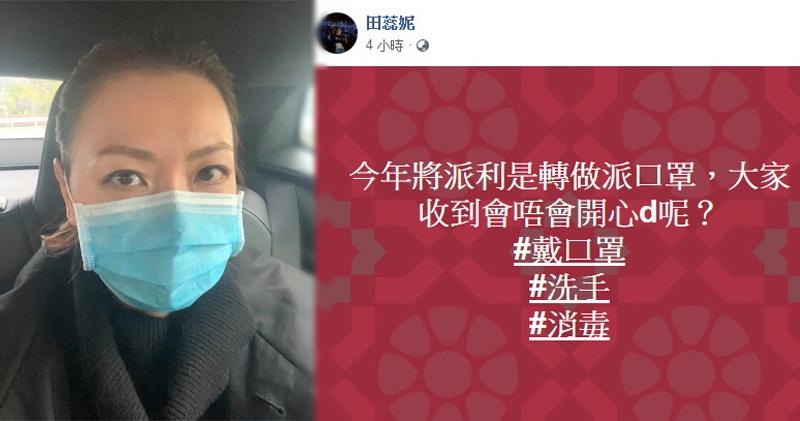 田蕊妮
4 小時 ·
今年將派利是轉做派口罩，大家
收到會唔會開心d呢？
#戴口罩
#洗手
#消毒